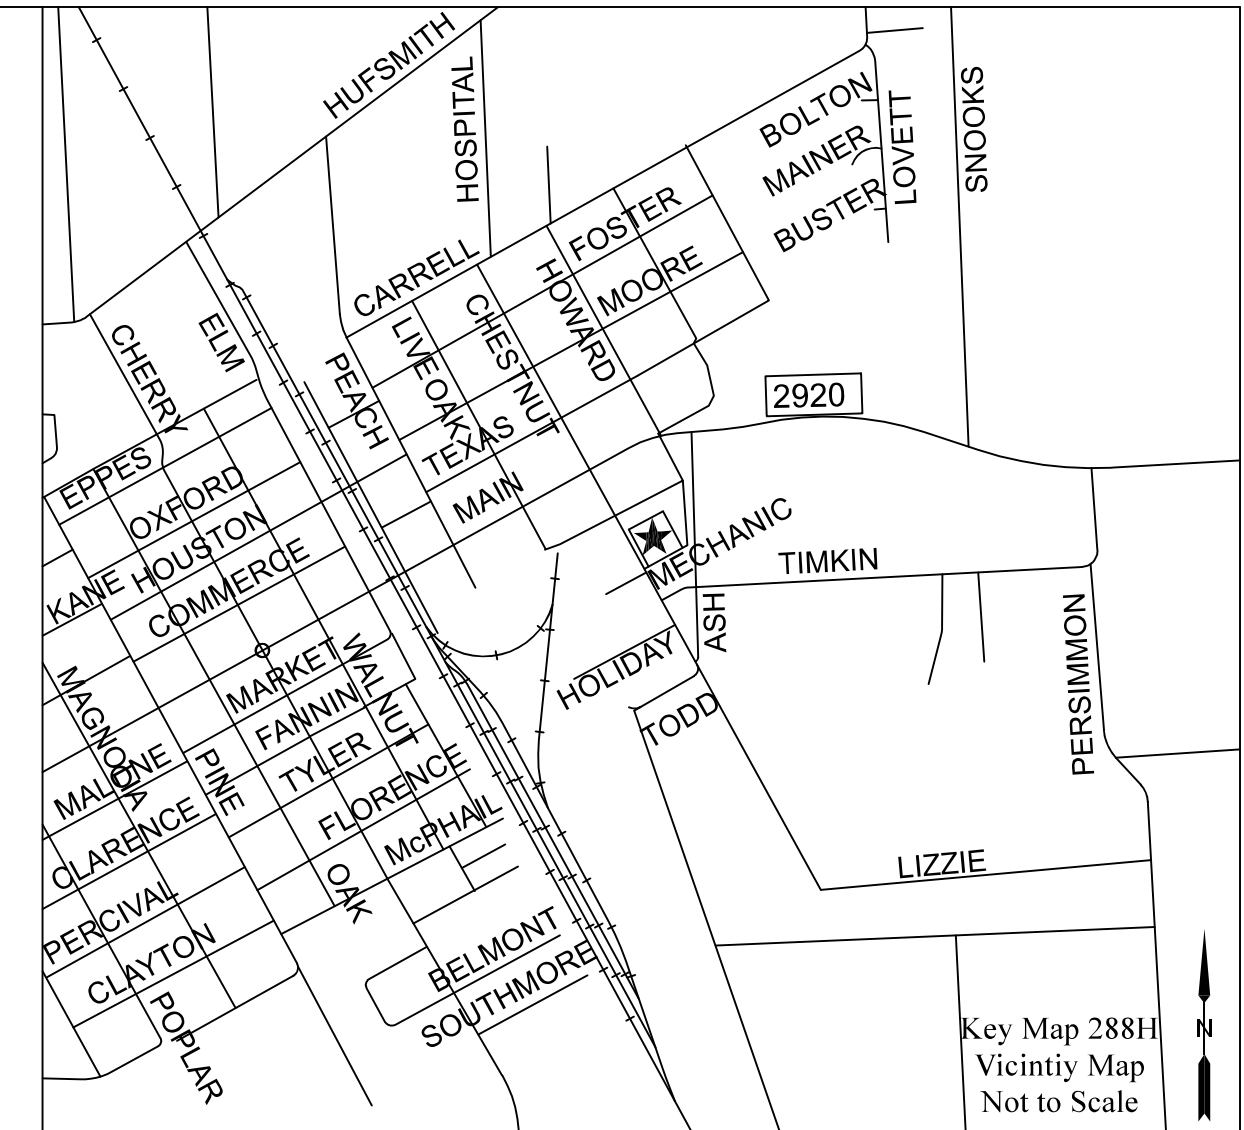 HUFSMITH
HOSPITAL
BOLTON
LOVETT
SNOOKS
MAINER
BUSTER
FOSTER
CARRELL
MOORE
HOWARD
CHESTNUT
LIVE OAK
PEACH
ELM
CHERRY
2920
TEXAS
MAIN
EPPES
OXFORD
HOUSTON
KANE
COMMERCE
MECHANIC
TIMKIN
ASH
PERSIMMON
HOLIDAY
TODD
MARKET
WALNUT
FANNIN
MAGNOLIA
TYLER
PINE
MALONE
FLORENCE
CLARENCE
McPHAIL
LIZZIE
OAK
PERCIVAL
CLAYTON
BELMONT
SOUTHMORE
POPLAR
N
Key Map 288H
Vicintiy Map
Not to Scale